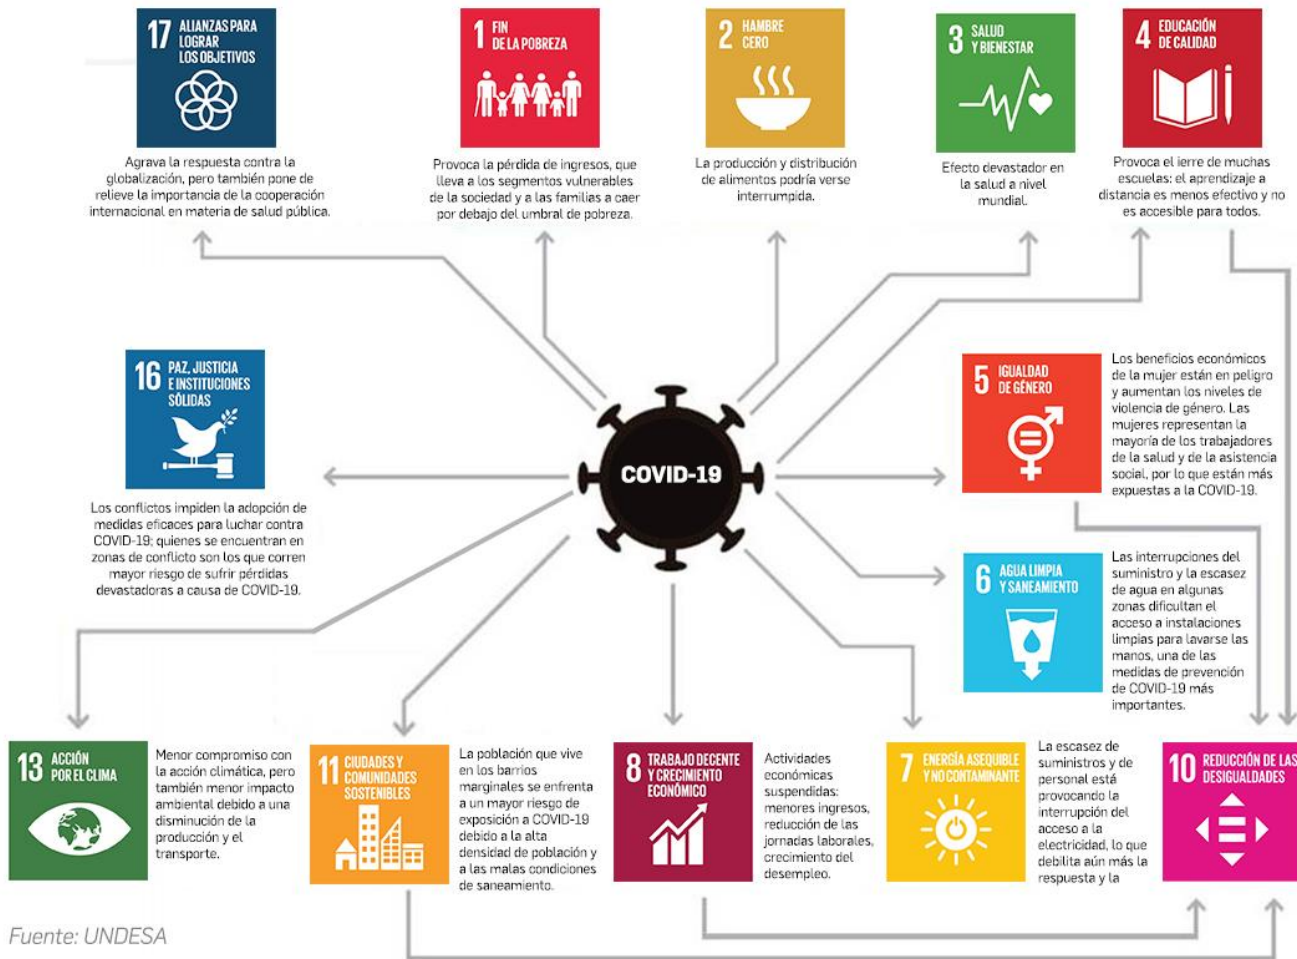 17 ALIANZAS PARA
LOGRAR
LOS OBJETIVOS
Agrava la respuesta contra la
globalización, pero también pone de
relieve la importancia de la cooperación
internacional en materia de salud pública.
1 FIN
DE LA POBREZA
Provoca la pérdida de ingresos, que
lleva a los segmentos vulnerables
de la sociedad y a las familias a caer
por debajo del umbral de pobreza.
2 HAMBRE
CERO
La producción y distribución
de alimentos podría verse
interrumpida.
3 SALUD
Y BIENESTAR
Efecto devastador en
la salud a nivel
mundial.
4 EDUCACIÓN
DE CALIDAD
Provoca el ierre de muchas
escuelas: el aprendizaje a
distancia es menos efectivo y no
es accesible para todos.
16 PAZ, JUSTICIA
E INSTITUCIONES
SÓLIDAS
Los conflictos impiden la adopción de
medidas eficaces para luchar contra
COVID-19; quienes se encuentran en
zonas de conflicto son los que corren
mayor riesgo de sufrir pérdidas
devastadoras a causa de COVID-19.
COVID-19
5 IGUALDAD
DE GÉNERO
Los beneficios económicos
de la mujer están en peligro
y aumentan los niveles de
violencia de género. Las
mujeres representan la
mayoría de los trabajadores
de la salud y de la asistencia
social, por lo que están más
expuestas a la COVID-19.
6 AGUA LIMPIA
Y SANEAMIENTO
Las interrupciones del
suministro y la escasez
de agua en algunas
zonas dificultan el
acceso a instalaciones
limpias para lavarse las
manos, una de las
medidas de prevención
de COVID-19 más
importantes.
13 ACCIÓN
POR EL CLIMA
Menor compromiso con
la acción climática, pero
también menor impacto
ambiental debido a una
disminución de la
producción y el
transporte.
11 CIUDADES Y
COMUNIDADES
SOSTENIBLES
La población que vive
en los barrios
marginales se enfrenta
a un mayor riesgo de
exposición a COVID-19
debido a la alta
densidad de población y
a las malas condiciones
de saneamiento.
8 TRABAJO DECENTE
Y CRECIMIENTO
ECONÓMICO
Actividades
económicas
suspendidas:
menores ingresos,
reducción de las
jornadas laborales,
crecimiento del
desempleo.
7 ENERGÍA ASEQUIBLE
Y NO CONTAMINANTE
La escasez de
suministros y de
personal está
provocando la
interrupción del
acceso a la
electricidad, lo que
debilita aún más la
respuesta y la
10 REDUCCIÓN DE LAS
DESIGUALDADES
Fuente: UNDESA